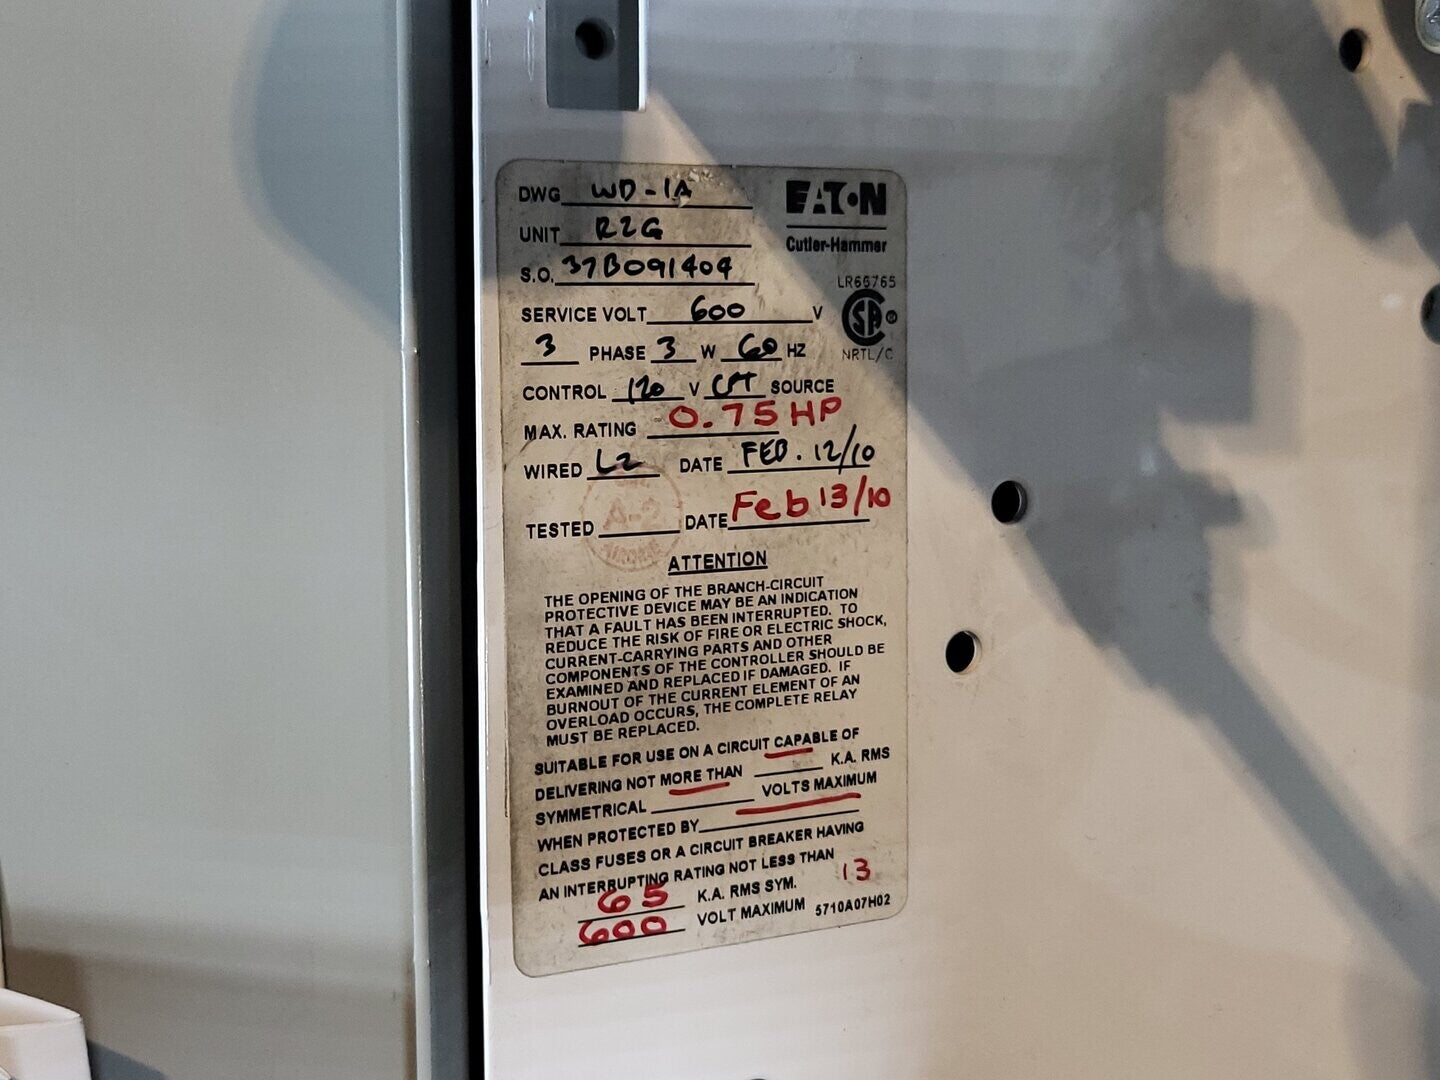 DWG WD-1A
EATON
UNIT R2G
Cutler-Hammer
S.O. 37B091404
LR66765
SERVICE VOLT 600 V
SA
3 PHASE 3 W 60 HZ
NRTL/C
CONTROL 120 V CPT SOURCE
MAX. RATING 0.75 HP
WIRED L2 DATE FEB. 12/10
A-2
TESTED DATE Feb 13/10
ATTENTION
THE OPENING OF THE BRANCH-CIRCUIT
PROTECTIVE DEVICE MAY BE AN INDICATION
THAT A FAULT HAS BEEN INTERRUPTED. TO
REDUCE THE RISK OF FIRE OR ELECTRIC SHOCK,
CURRENT-CARRYING PARTS AND OTHER
COMPONENTS OF THE CONTROLLER SHOULD BE
EXAMINED AND REPLACED IF DAMAGED. IF
BURNOUT OF THE CURRENT ELEMENT OF AN
OVERLOAD OCCURS, THE COMPLETE RELAY
MUST BE REPLACED.
SUITABLE FOR USE ON A CIRCUIT CAPABLE OF
DELIVERING NOT MORE THAN K.A. RMS
SYMMETRICAL VOLTS MAXIMUM
WHEN PROTECTED BY
CLASS FUSES OR A CIRCUIT BREAKER HAVING
AN INTERRUPTING RATING NOT LESS THAN
65 K.A. RMS SYM. 13
600 VOLT MAXIMUM 5710A07H02